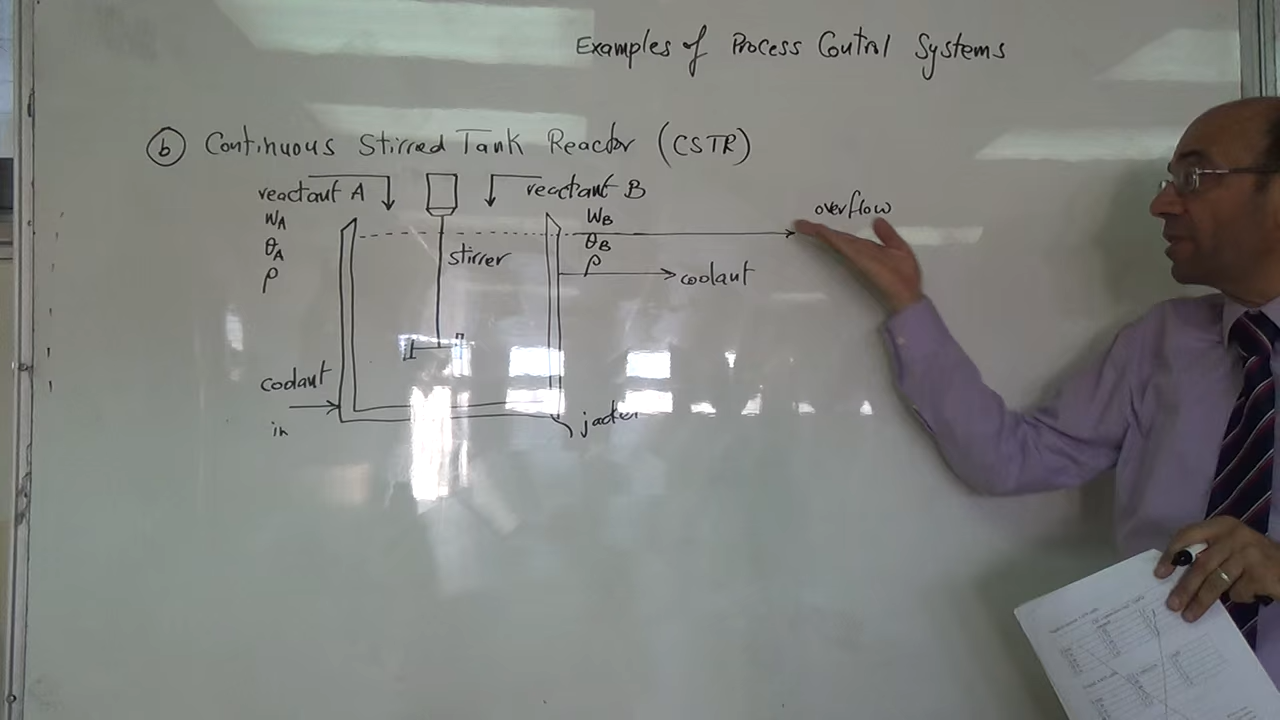 Examples of Process Control Systems
b Continuous Stirred Tank Reactor (CSTR)
reactant A
reactant B
WA
WB
θA
θB
ρ
ρ
stirrer
overflow
coolant
coolant
in
jacket